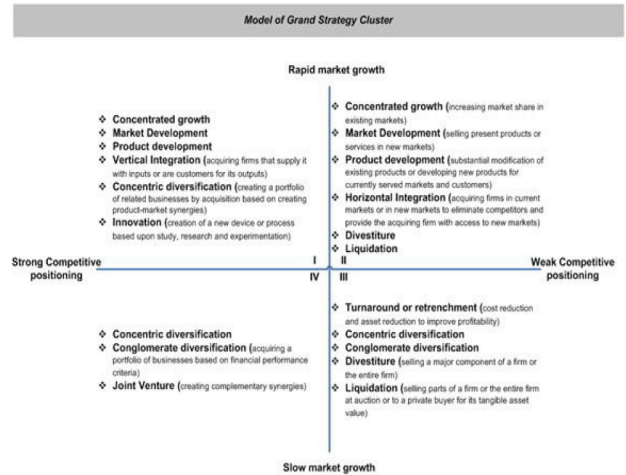 Model of Grand Strategy Cluster
Rapid market growth
❖ Concentrated growth
❖ Market Development
❖ Product development
❖ Vertical Integration (acquiring firms that supply it
with inputs or are customers for its outputs)
❖ Concentric diversification (creating a portfolio
of related businesses by acquisition based on creating
product-market synergies)
❖ Innovation (creation of a new device or process
based upon study, research and experimentation)
❖ Concentrated growth (increasing market share in
existing markets)
❖ Market Development (selling present products or
services in new markets)
❖ Product development (substantial modification of
existing products or developing new products for
currently served markets and customers)
❖ Horizontal Integration (acquiring firms in current
markets or in new markets to eliminate competitors and
provide the acquiring firm with access to new markets)
❖ Divestiture
❖ Liquidation
Strong Competitive
positioning
I II
IV III
Weak Competitive
positioning
❖ Concentric diversification
❖ Conglomerate diversification (acquiring a
portfolio of businesses based on financial performance
criteria)
❖ Joint Venture (creating complementary synergies)
❖ Turnaround or retrenchment (cost reduction
and asset reduction to improve profitability)
❖ Concentric diversification
❖ Conglomerate diversification
❖ Divestiture (selling a major component of a firm or
the entire firm)
❖ Liquidation (selling parts of a firm or the entire firm
at auction or to a private buyer for its tangible asset
value)
Slow market growth